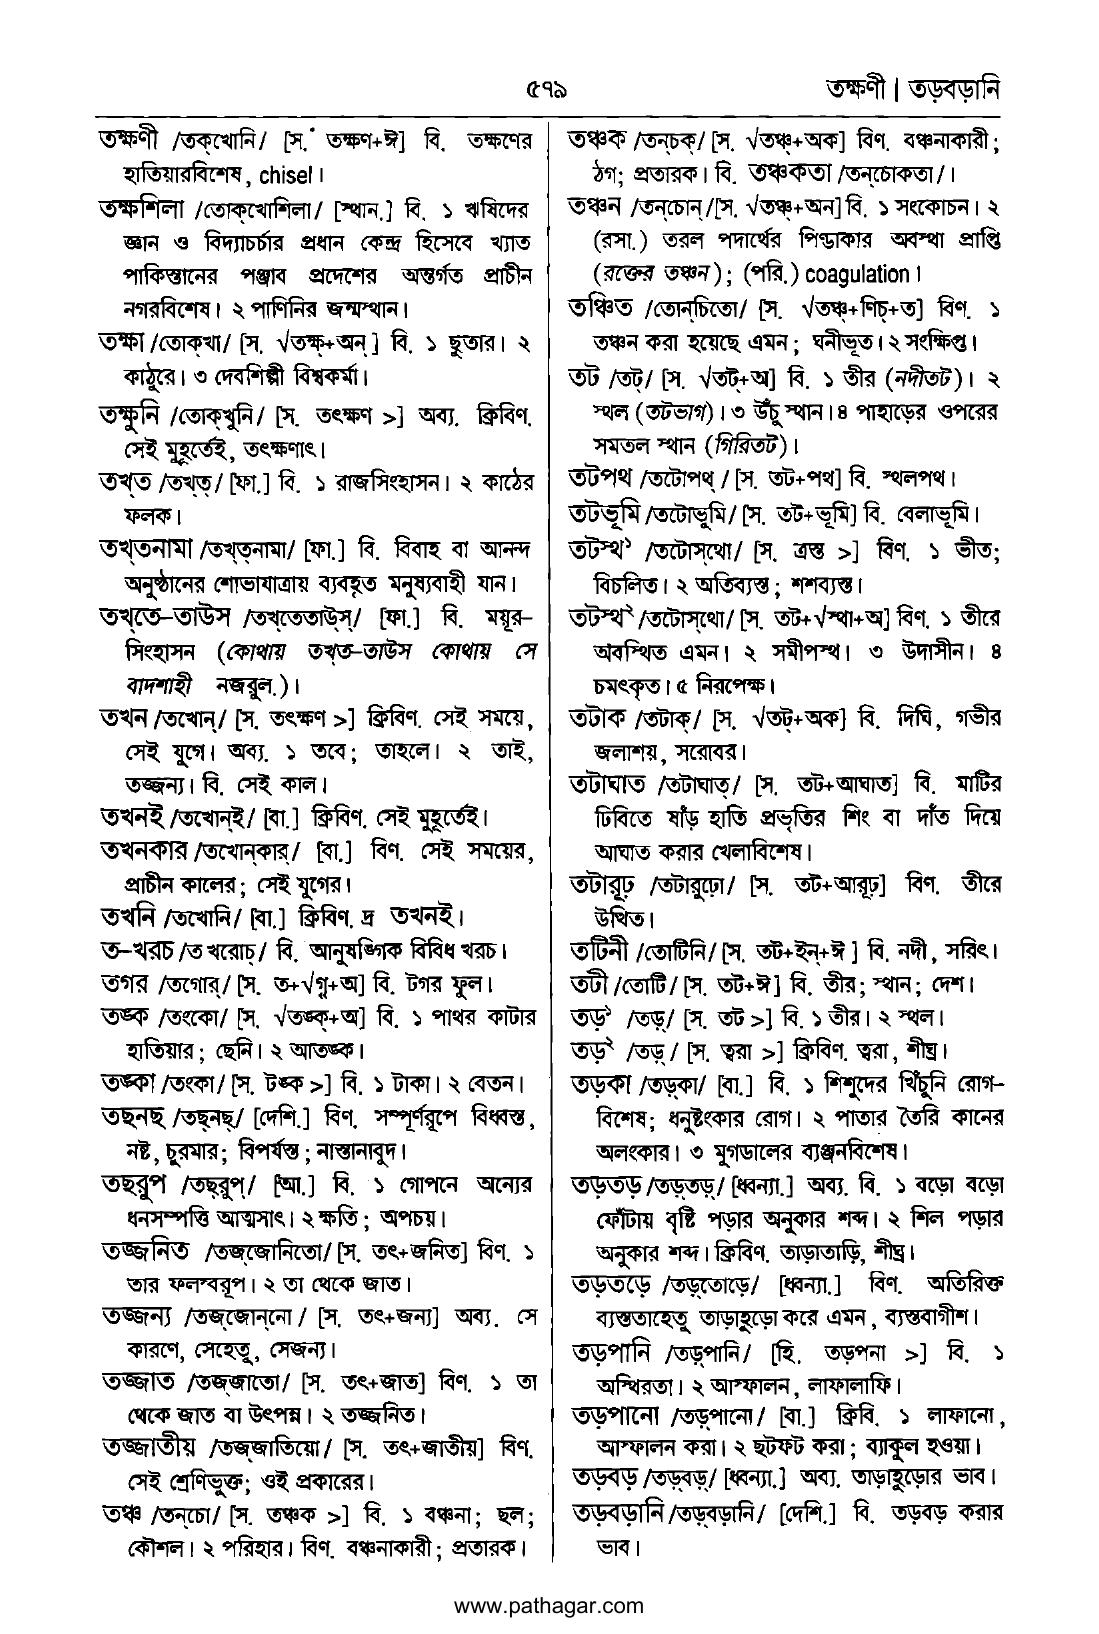 ৫৭৯
তক্ষণী | তড়বড়ানি
তক্ষণী /তক্‌খোনি/ [স. তক্ষণ+ঈ] বি. তক্ষণের
হাতিয়ারবিশেষ, chisel।
তক্ষশিলা /তোক্‌খোশিলা/ [স্থান.] বি. ১ ঋষিদের
জ্ঞান ও বিদ্যাচর্চার প্রধান কেন্দ্র হিসেবে খ্যাত
পাকিস্তানের পঞ্জাব প্রদেশের অন্তর্গত প্রাচীন
নগরবিশেষ। ২ পাণিনির জন্মস্থান।
তক্ষা /তোক্‌খা/ [স. √তক্ষ্+অন্] বি. ১ ছুতার। ২
কাঠুরে। ৩ দেবশিল্পী বিশ্বকর্মা।
তক্ষুনি /তোক্‌খুনি/ [স. তৎক্ষণ >] অব্য. ক্রিবিণ.
সেই মুহূর্তেই, তৎক্ষণাৎ।
তখ্‌ত /তখ্‌ত্/ [ফা.] বি. ১ রাজসিংহাসন। ২ কাঠের
ফলক।
তখ্‌তনামা /তখ্‌ত্‌নামা/ [ফা.] বি. বিবাহ বা আনন্দ
অনুষ্ঠানের শোভাযাত্রায় ব্যবহৃত মনুষ্যবাহী যান।
তখ্‌তে-তাউস /তখ্‌তেতাউস্/ [ফা.] বি. ময়ূর-
সিংহাসন (কোথায় তখ্‌ত-তাউস কোথায় সে
বাদশাহী নজরুল.)।
তখন /তখোন্/ [স. তৎক্ষণ >] ক্রিবিণ. সেই সময়ে,
সেই যুগে। অব্য. ১ তবে; তাহলে। ২ তাই,
তজ্জন্য। বি. সেই কাল।
তখনই /তখোন্‌ই/ [বা.] ক্রিবিণ. সেই মুহূর্তেই।
তখনকার /তখোন্‌কার্/ [বা.] বিণ. সেই সময়ের,
প্রাচীন কালের; সেই যুগের।
তখনি /তখোনি/ [বা.] ক্রিবিণ. দ্র তখনই।
ত-খরচ /ত খরোচ্/ বি. আনুষঙ্গিক বিবিধ খরচ।
তগর /তগোর্/ [স. ত+√গৄ+অ] বি. টগর ফুল।
তঙ্ক /তংকো/ [স. √তঙ্ক্+অ] বি. ১ পাথর কাটার
হাতিয়ার; ছেনি। ২ আতঙ্ক।
তঙ্কা /তংকা/ [স. টঙ্ক >] বি. ১ টাকা। ২ বেতন।
তছনছ /তছ্‌নছ্/ [দেশি.] বিণ. সম্পূর্ণরূপে বিধ্বস্ত,
নষ্ট, চুরমার; বিপর্যস্ত; নাস্তানাবুদ।
তছরুপ /তছ্‌রুপ্/ [আ.] বি. ১ গোপনে অন্যের
ধনসম্পত্তি আত্মসাৎ। ২ ক্ষতি; অপচয়।
তজ্জনিত /তজ্‌জোনিতো/ [স. তৎ+জনিত] বিণ. ১
তার ফলস্বরূপ। ২ তা থেকে জাত।
তজ্জন্য /তজ্‌জোন্‌নো/ [স. তৎ+জন্য] অব্য. সে
কারণে, সেহেতু, সেজন্য।
তজ্জাত /তজ্‌জাতো/ [স. তৎ+জাত] বিণ. ১ তা
থেকে জাত বা উৎপন্ন। ২ তজ্জনিত।
তজ্জাতীয় /তজ্‌জাতিয়ো/ [স. তৎ+জাতীয়] বিণ.
সেই শ্রেণিভুক্ত; ওই প্রকারের।
তঞ্চ /তন্‌চো/ [স. তঞ্চক >] বি. ১ বঞ্চনা; ছল;
কৌশল। ২ পরিহার। বিণ. বঞ্চনাকারী; প্রতারক।
তঞ্চক /তন্‌চক্/ [স. √তঞ্চ্+অক] বিণ. বঞ্চনাকারী;
ঠগ; প্রতারক। বি. তঞ্চকতা /তন্‌চোকতা/।
তঞ্চন /তন্‌চোন্/[স. √তঞ্চ্+অন] বি. ১ সংকোচন। ২
(রসা.) তরল পদার্থের পিণ্ডাকার অবস্থা প্রাপ্তি
(রক্তের তঞ্চন); (পরি.) coagulation।
তঞ্চিত /তোন্‌চিতো/ [স. √তঞ্চ্+ণিচ্+ত] বিণ. ১
তঞ্চন করা হয়েছে এমন; ঘনীভূত। ২ সংক্ষিপ্ত।
তট /তট্/ [স. √তট্+অ] বি. ১ তীর (নদীতট)। ২
স্থল (তটভাগ)। ৩ উঁচু স্থান। ৪ পাহাড়ের ওপরের
সমতল স্থান (গিরিতট)।
তটপথ /তটোপথ্/ [স. তট+পথ] বি. স্থলপথ।
তটভূমি /তটোভুমি/ [স. তট+ভূমি] বি. বেলাভূমি।
তটস্থ¹ /তটোস্‌থো/ [স. ত্রস্ত >] বিণ. ১ ভীত;
বিচলিত। ২ অতিব্যস্ত; শশব্যস্ত।
তটস্থ² /তটোস্‌থো/ [স. তট+√স্থা+অ] বিণ. ১ তীরে
অবস্থিত এমন। ২ সমীপস্থ। ৩ উদাসীন। ৪
চমৎকৃত। ৫ নিরপেক্ষ।
তটাক /তটাক্/ [স. √তট্+অক] বি. দিঘি, গভীর
জলাশয়, সরোবর।
তটাঘাত /তটাঘাত্/ [স. তট+আঘাত] বি. মাটির
ঢিবিতে ষাঁড় হাতি প্রভৃতির শিং বা দাঁত দিয়ে
আঘাত করার খেলাবিশেষ।
তটারূঢ় /তটারুঢ়ো/ [স. তট+আরূঢ়] বিণ. তীরে
উত্থিত।
তটিনী /তোটিনি/ [স. তট+ইন্+ঈ] বি. নদী, সরিৎ।
তটী /তোটি/ [স. তট+ঈ] বি. তীর; স্থান; দেশ।
তড়¹ /তড়্/ [স. তট >] বি. ১ তীর। ২ স্থল।
তড়² /তড়্/ [স. ত্বরা >] ক্রিবিণ. ত্বরা, শীঘ্র।
তড়কা /তড়্‌কা/ [বা.] বি. ১ শিশুদের খিঁচুনি রোগ-
বিশেষ; ধনুষ্টংকার রোগ। ২ পাতার তৈরি কানের
অলংকার। ৩ মুগডালের ব্যঞ্জনবিশেষ।
তড়তড় /তড়্‌তড়্/ [ধ্বন্যা.] অব্য. বি. ১ বড়ো বড়ো
ফোঁটায় বৃষ্টি পড়ার অনুকার শব্দ। ২ শিল পড়ার
অনুকার শব্দ। ক্রিবিণ. তাড়াতাড়ি, শীঘ্র।
তড়তড়ে /তড়্‌তোড়ে/ [ধ্বন্যা.] বিণ. অতিরিক্ত
ব্যস্ততাহেতু তাড়াহুড়ো করে এমন, ব্যস্তবাগীশ।
তড়পানি /তড়্‌পানি/ [হি. তড়পনা >] বি. ১
অস্থিরতা। ২ আস্ফালন, লাফালাফি।
তড়পানো /তড়্‌পানো/ [বা.] ক্রিবি. ১ লাফানো,
আস্ফালন করা। ২ ছটফট করা; ব্যাকুল হওয়া।
তড়বড় /তড়্‌বড়্/ [ধ্বন্যা.] অব্য. তাড়াহুড়োর ভাব।
তড়বড়ানি /তড়্‌বড়ানি/ [দেশি.] বি. তড়বড় করার
ভাব।
www.pathagar.com